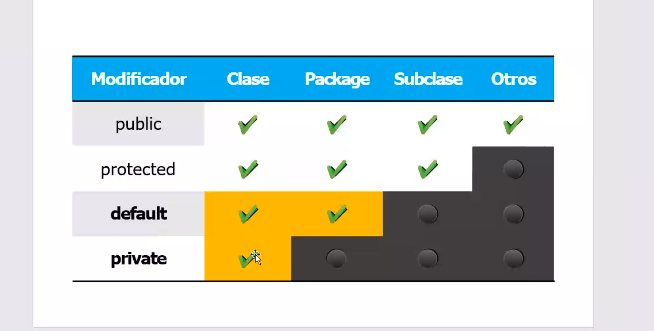 Modificador Clase Package Subclase Otros
public
protected
default
private